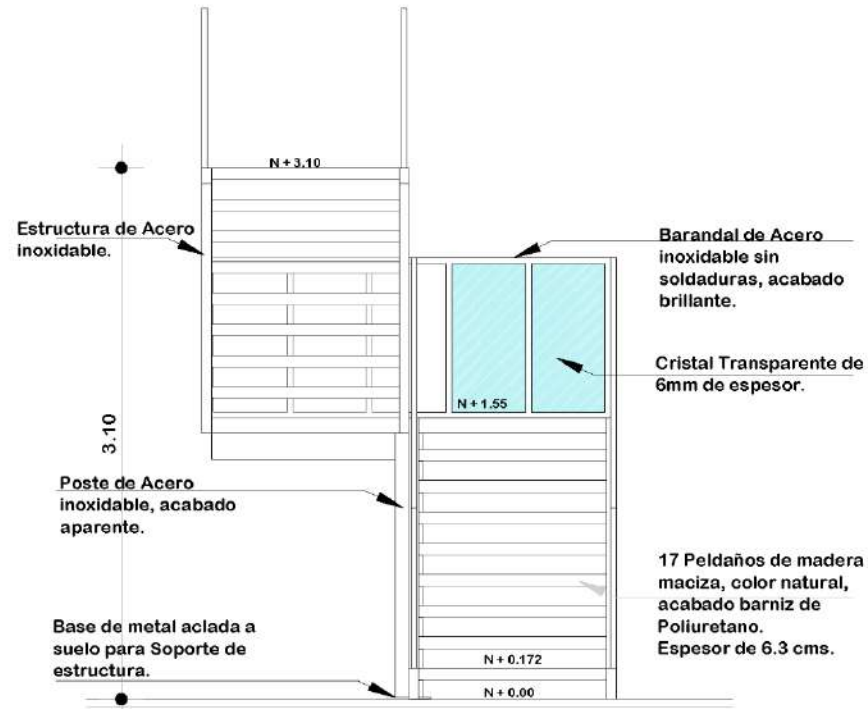 N + 3.10
Estructura de Acero
inoxidable.
Barandal de Acero
inoxidable sin
soldaduras, acabado
brillante.
Cristal Transparente de
6mm de espesor.
N + 1.55
3.10
Poste de Acero
inoxidable, acabado
aparente.
17 Peldaños de madera
maciza, color natural,
acabado barniz de
Poliuretano.
Espesor de 6.3 cms.
Base de metal aclada a
suelo para Soporte de
estructura.
N + 0.172
N + 0.00